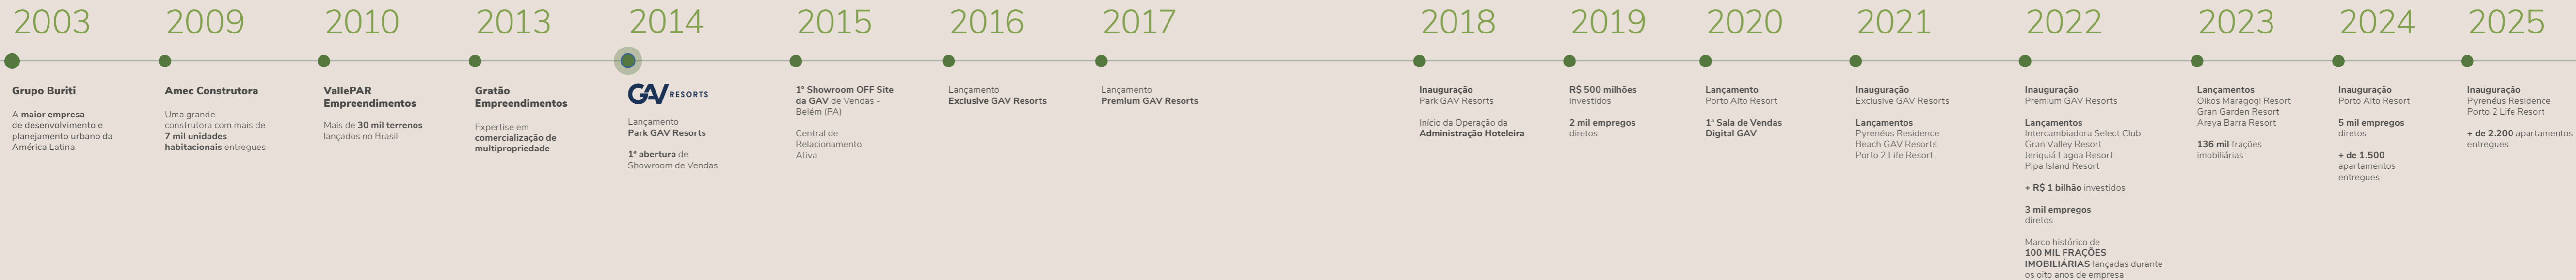 2003
Grupo Buriti
A maior empresa
de desenvolvimento e
planejamento urbano da
América Latina
2009
Amec Construtora
Uma grande
construtora com mais de
7 mil unidades
habitacionais entregues
2010
VallePAR
Empreendimentos
Mais de 30 mil terrenos
lançados no Brasil
2013
Gratão
Empreendimentos
Expertise em
comercialização de
multipropriedade
2014
GAV RESORTS
Lançamento
Park GAV Resorts
1ª abertura de
Showroom de Vendas
2015
1º Showroom OFF Site
da GAV de Vendas -
Belém (PA)
Central de
Relacionamento
Ativa
2016
Lançamento
Exclusive GAV Resorts
2017
Lançamento
Premium GAV Resorts
2018
Inauguração
Park GAV Resorts
Início da Operação da
Administração Hoteleira
2019
R$ 500 milhões
investidos
2 mil empregos
diretos
2020
Lançamento
Porto Alto Resort
1ª Sala de Vendas
Digital GAV
2021
Inauguração
Exclusive GAV Resorts
Lançamentos
Pyrenéus Residence
Beach GAV Resorts
Porto 2 Life Resort
2022
Inauguração
Premium GAV Resorts
Lançamentos
Intercambiadora Select Club
Gran Valley Resort
Jeriquiá Lagoa Resort
Pipa Island Resort
+ R$ 1 bilhão investidos
3 mil empregos
diretos
Marco histórico de
100 MIL FRAÇÕES
IMOBILIÁRIAS lançadas durante
os oito anos de empresa
2023
Lançamentos
Oikos Maragogi Resort
Gran Garden Resort
Areya Barra Resort
136 mil frações
imobiliárias
2024
Inauguração
Porto Alto Resort
5 mil empregos
diretos
+ de 1.500
apartamentos
entregues
2025
Inauguração
Pyrenéus Residence
Porto 2 Life Resort
+ de 2.200 apartamentos
entregues